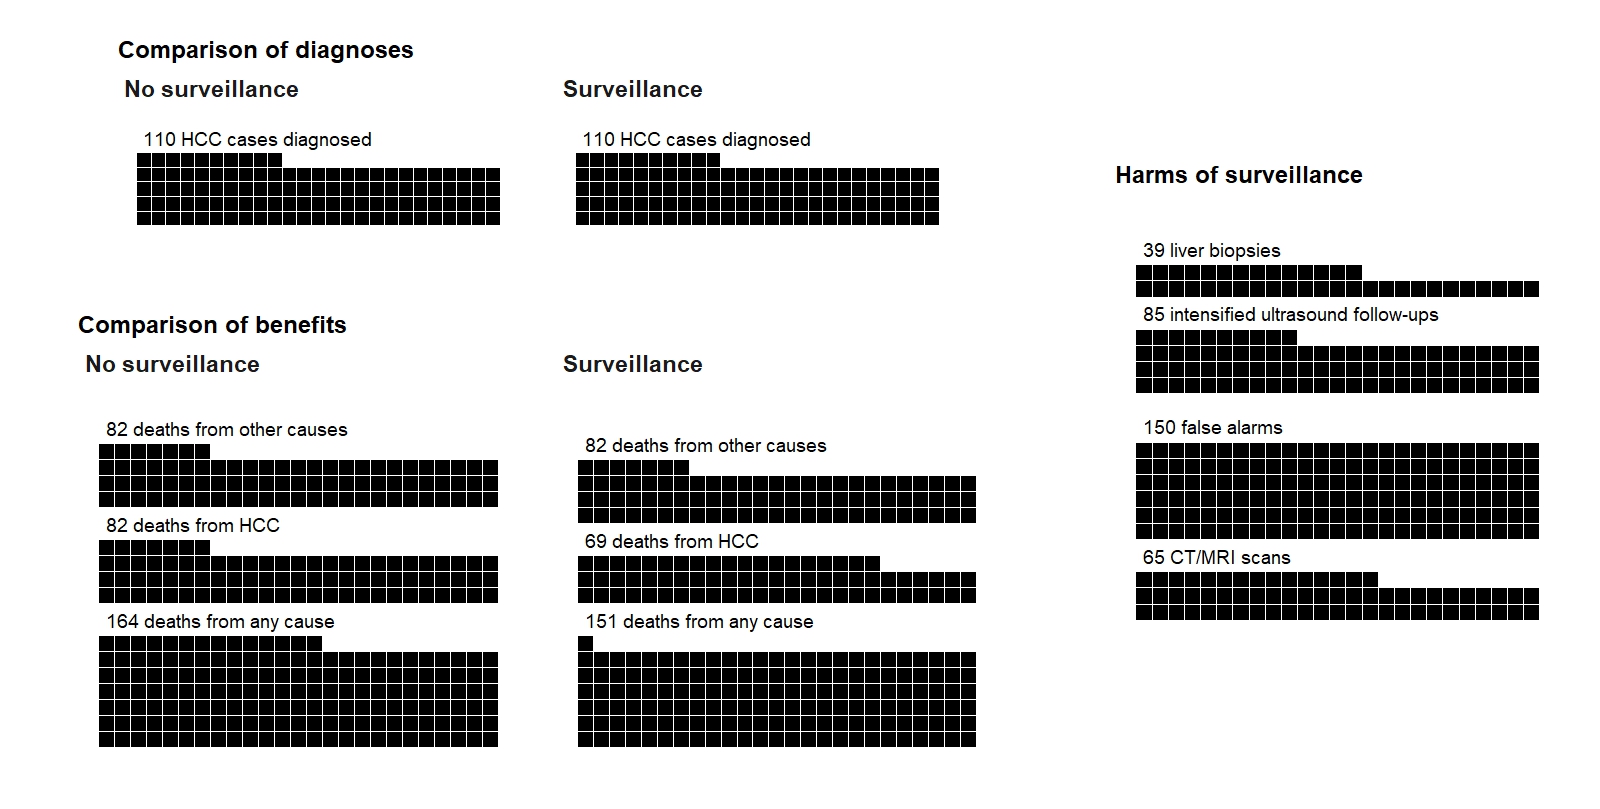 Comparison of diagnoses
No surveillance
Surveillance
110 HCC cases diagnosed
110 HCC cases diagnosed
Comparison of benefits
No surveillance
Surveillance
82 deaths from other causes
82 deaths from HCC
164 deaths from any cause
82 deaths from other causes
69 deaths from HCC
151 deaths from any cause
Harms of surveillance
39 liver biopsies
85 intensified ultrasound follow-ups
150 false alarms
65 CT/MRI scans